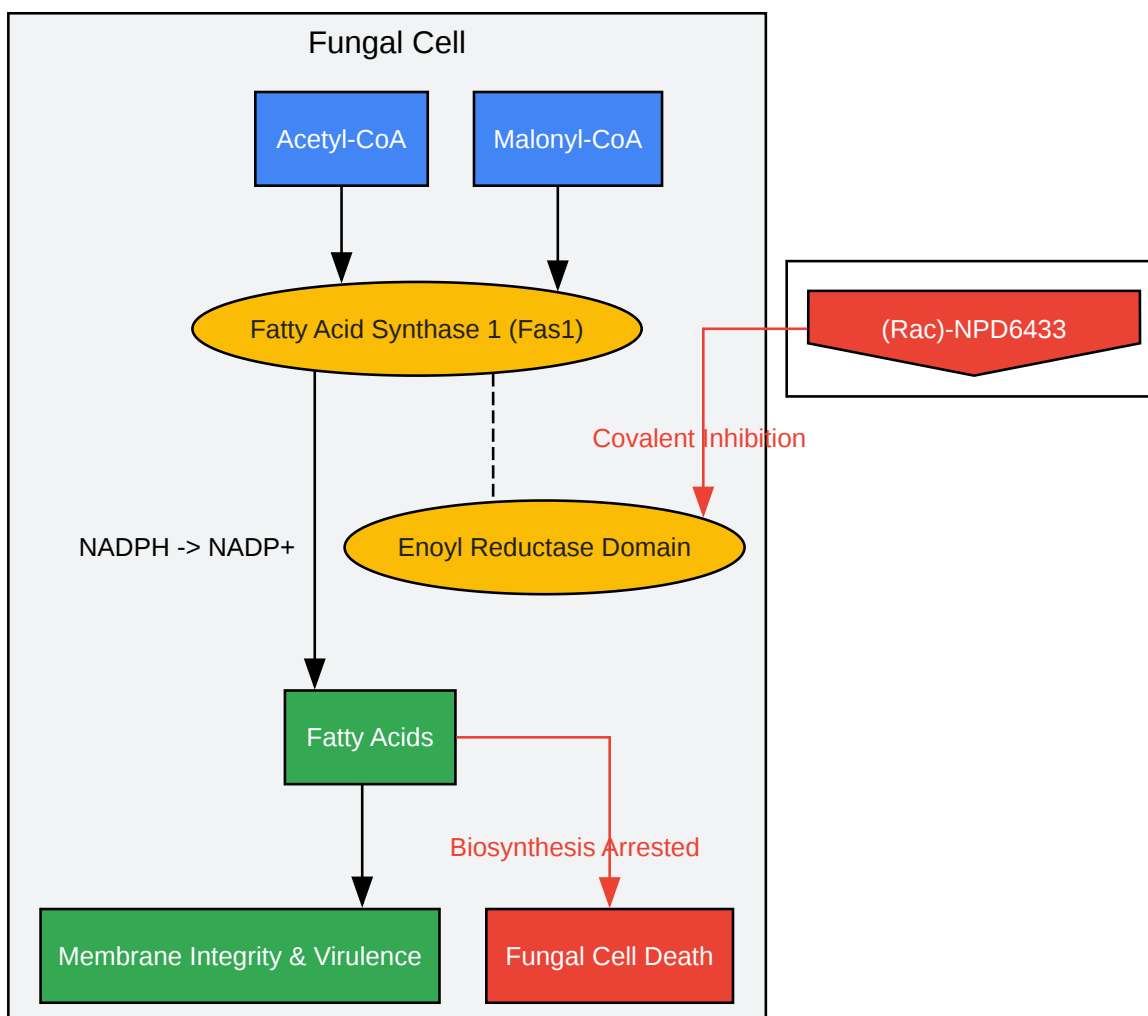 Fungal Cell
Acetyl-CoA
Malonyl-CoA
Fatty Acid Synthase 1 (Fas1)
(Rac)-NPD6433
Covalent Inhibition
NADPH -> NADP+
Enoyl Reductase Domain
Fatty Acids
Biosynthesis Arrested
Membrane Integrity & Virulence
Fungal Cell Death